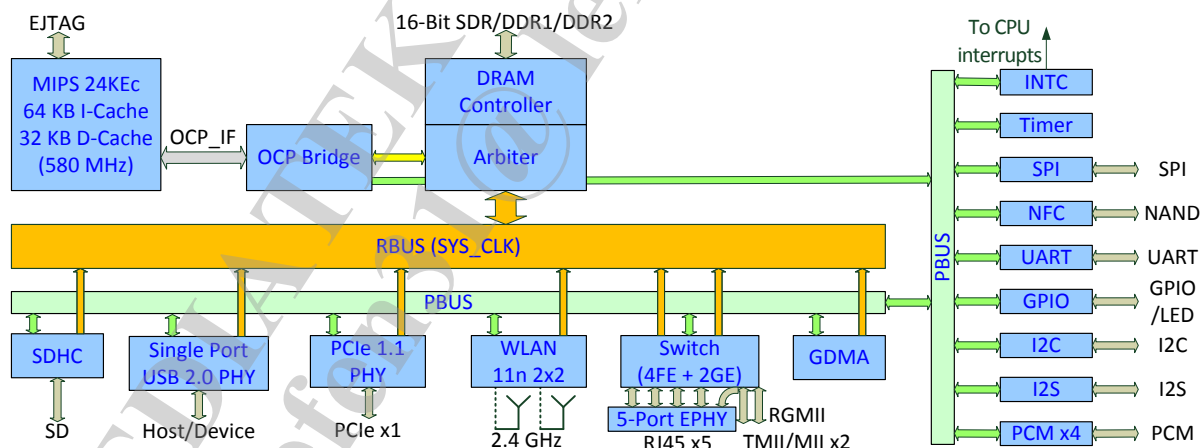 EJTAG
16-Bit SDR/DDR1/DDR2
To CPU
interrupts
MIPS 24KEc
64 KB I-Cache
32 KB D-Cache
(580 MHz)
OCP_IF
OCP Bridge
DRAM
Controller
Arbiter
RBUS (SYS_CLK)
PBUS
SDHC
Single Port
USB 2.0 PHY
PCIe 1.1
PHY
WLAN
11n 2x2
Switch
(4FE + 2GE)
GDMA
5-Port EPHY
SD
Host/Device
PCIe x1
2.4 GHz
RJ45 x5
RGMII
TMII/MII x2
PBUS
INTC
Timer
SPI
SPI
NFC
NAND
UART
UART
GPIO
GPIO
/LED
I2C
I2C
I2S
I2S
PCM x4
PCM